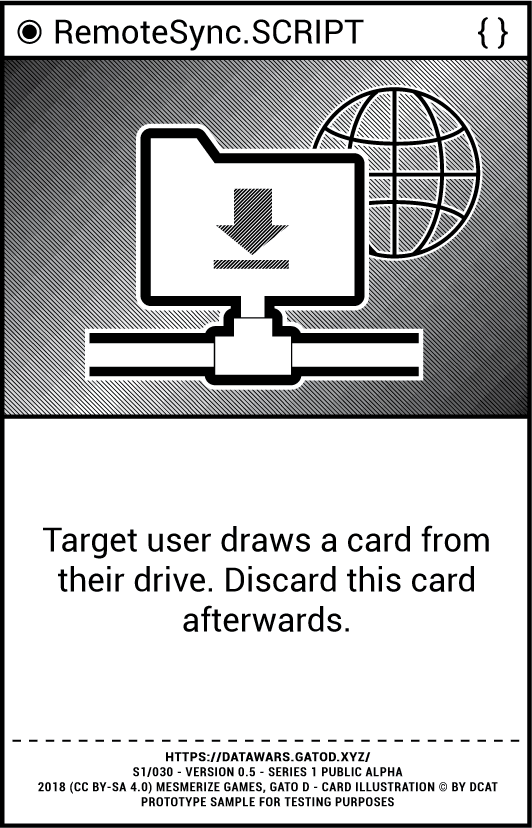 RemoteSync.SCRIPT { }
Target user draws a card from
their drive. Discard this card
afterwards.
HTTPS://DATAWARS.GATOD.XYZ/
S1/030 - VERSION 0.5 - SERIES 1 PUBLIC ALPHA
2018 (CC BY-SA 4.0) MESMERIZE GAMES, GATO D - CARD ILLUSTRATION © BY DCAT
PROTOTYPE SAMPLE FOR TESTING PURPOSES